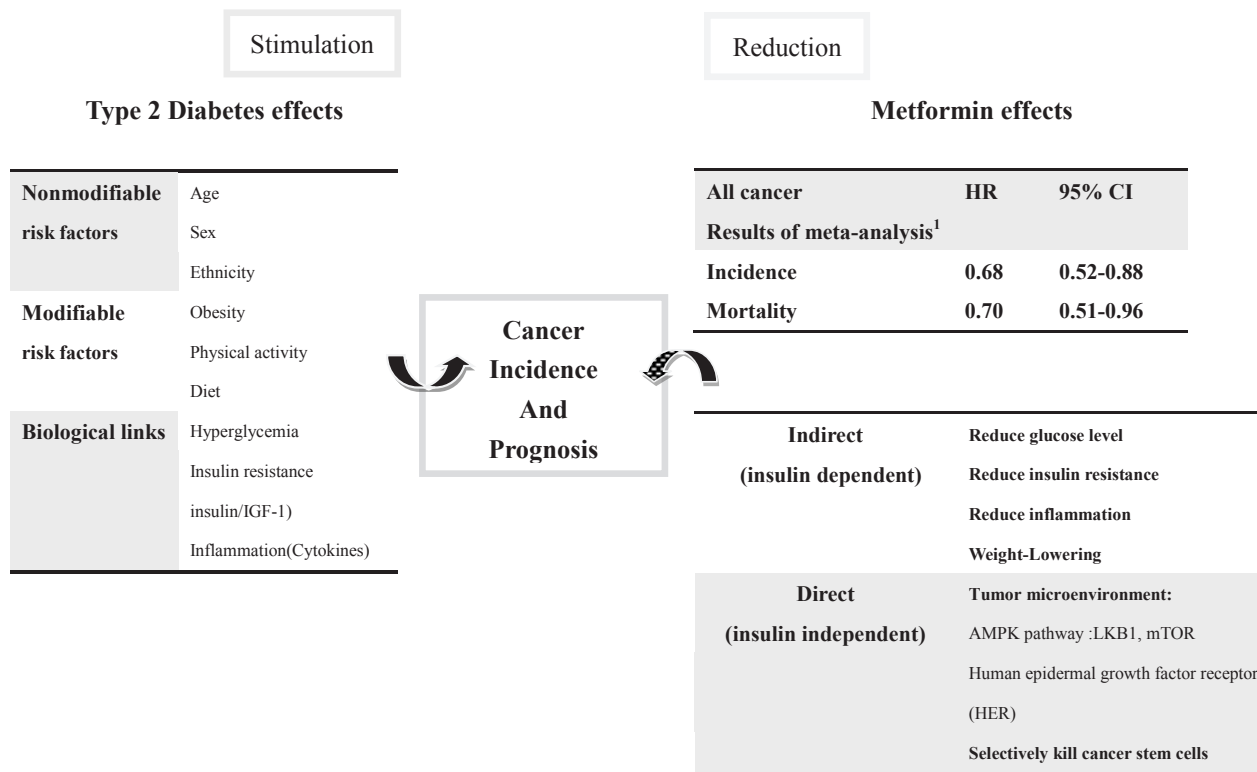 Stimulation
Type 2 Diabetes effects
Nonmodifiable
risk factors
Age
Sex
Ethnicity
Modifiable
risk factors
Obesity
Physical activity
Diet
Biological links
Hyperglycemia
Insulin resistance
insulin/IGF-1)
Inflammation(Cytokines)
Cancer
Incidence
And
Prognosis
Reduction
Metformin effects
All cancer HR 95% CI
Results of meta-analysis1
Incidence 0.68 0.52-0.88
Mortality 0.70 0.51-0.96
Indirect
(insulin dependent)
Reduce glucose level
Reduce insulin resistance
Reduce inflammation
Weight-Lowering
Direct
(insulin independent)
Tumor microenvironment:
AMPK pathway :LKB1, mTOR
Human epidermal growth factor receptor
(HER)
Selectively kill cancer stem cells